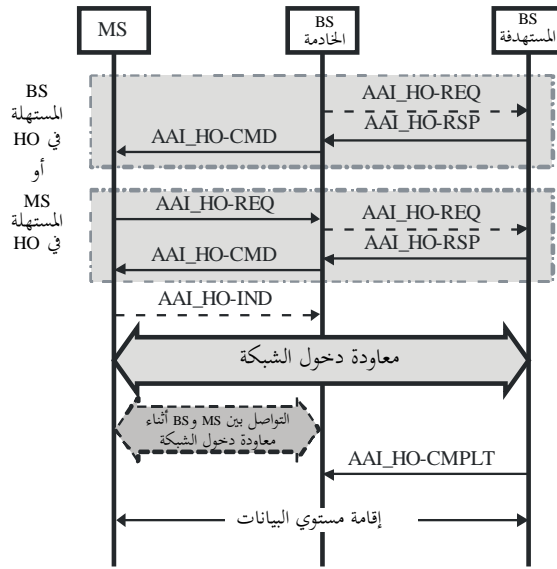 MS
BS
الخادمة
BS
المستهدفة
BS
المستهلة
في HO
أو
MS
المستهلة
في HO
AAI_HO-REQ
AAI_HO-RSP
AAI_HO-CMD
AAI_HO-REQ
AAI_HO-REQ
AAI_HO-RSP
AAI_HO-CMD
AAI_HO-IND
معاودة دخول الشبكة
التواصل بين MS و BS أثناء
معاودة دخول الشبكة
AAI_HO-CMPLT
إقامة مستوي البيانات